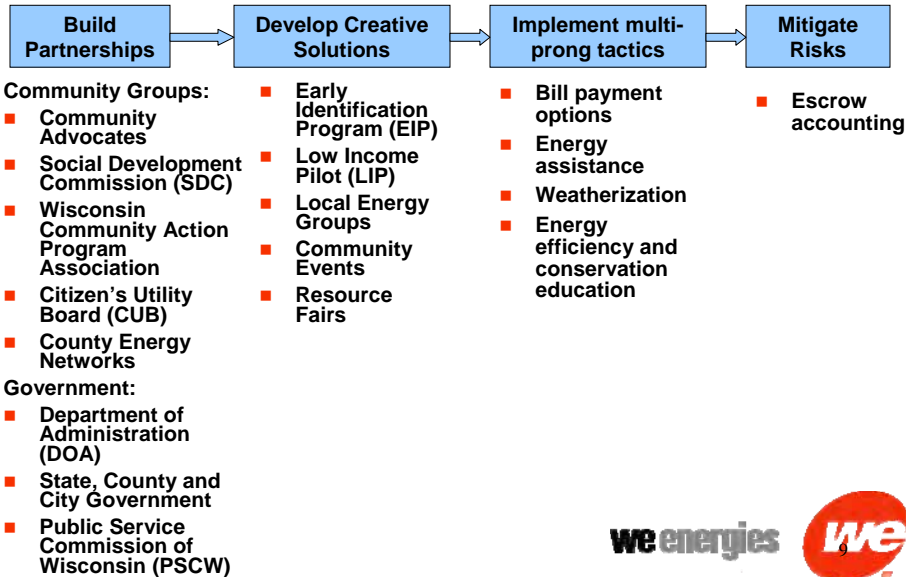 Build
Partnerships
Develop Creative
Solutions
Implement multi-
prong tactics
Mitigate
Risks
Community Groups:
Community
Advocates
Social Development
Commission (SDC)
Wisconsin
Community Action
Program
Association
Citizen's Utility
Board (CUB)
County Energy
Networks
Government:
Department of
Administration
(DOA)
State, County and
City Government
Public Service
Commission of
Wisconsin (PSCW)
Early
Identification
Program (EIP)
Low Income
Pilot (LIP)
Local Energy
Groups
Community
Events
Resource
Fairs
Bill payment
options
Energy
assistance
Weatherization
Energy
efficiency and
conservation
education
Escrow
accounting
we energies
we
9